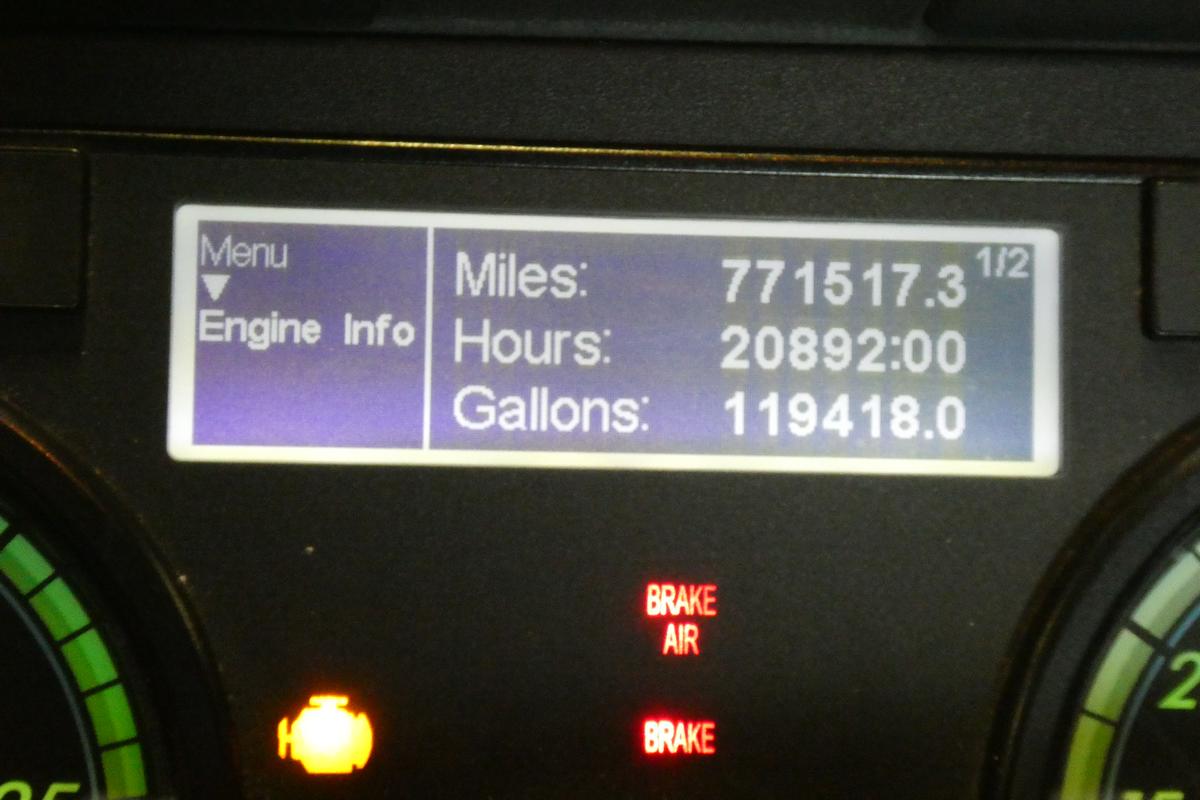 Menu
Engine Info
Miles: 771517.3 1/2
Hours: 20892:00
Gallons: 119418.0
BRAKE
AIR
BRAKE